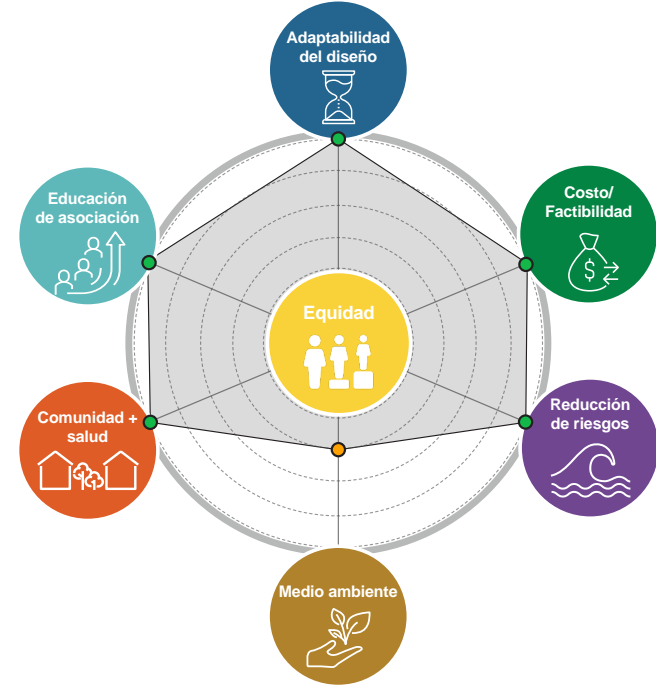 Adaptabilidad
del diseño
Educación
de asociación
Costo/
Factibilidad
$
Equidad
Comunidad +
salud
Reducción
de riesgos
Medio ambiente